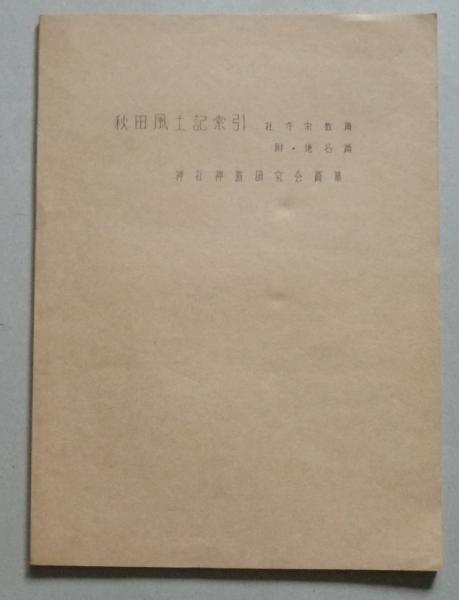 秋田風土記索引 社寺宗教篇
附・地名篇
神社神道研究会編集